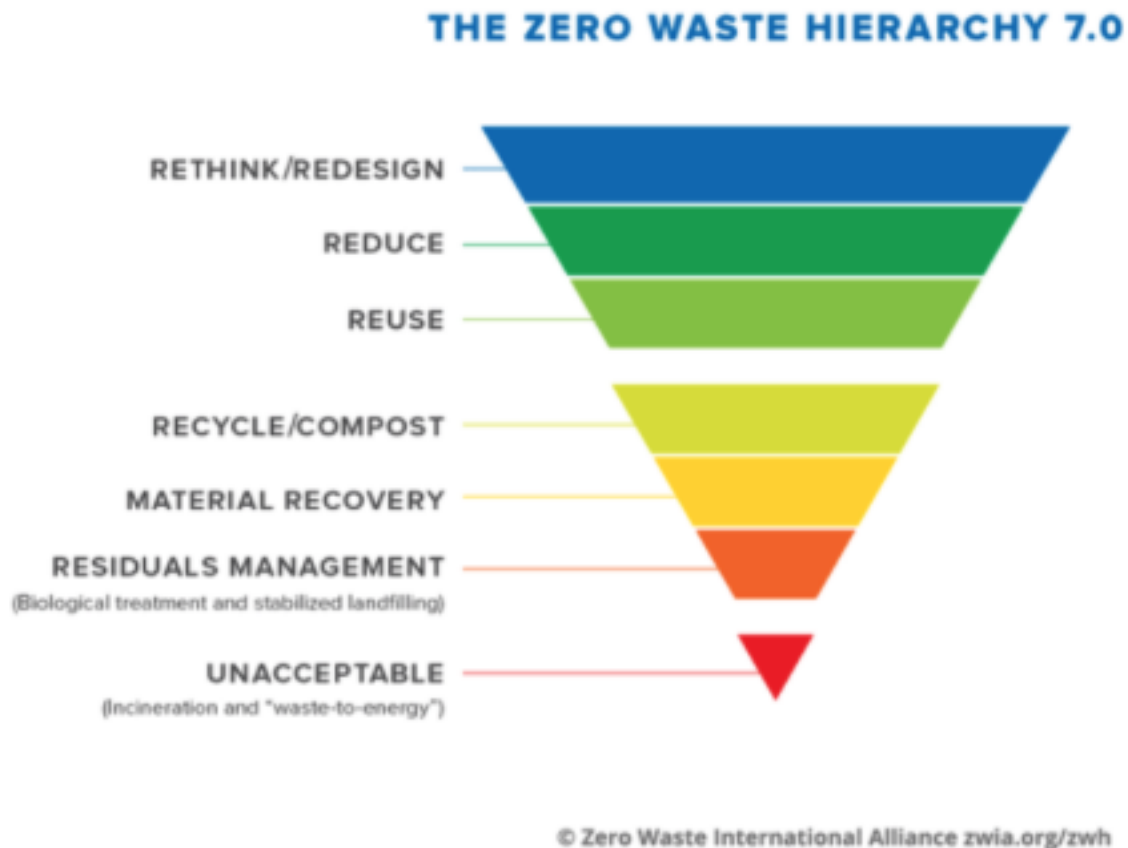 THE ZERO WASTE HIERARCHY 7.0
RETHINK/REDESIGN
REDUCE
REUSE
RECYCLE/COMPOST
MATERIAL RECOVERY
RESIDUALS MANAGEMENT
(Biological treatment and stabilized landfilling)
UNACCEPTABLE
(Incineration and "waste-to-energy")
© Zero Waste International Alliance zwia.org/zwh